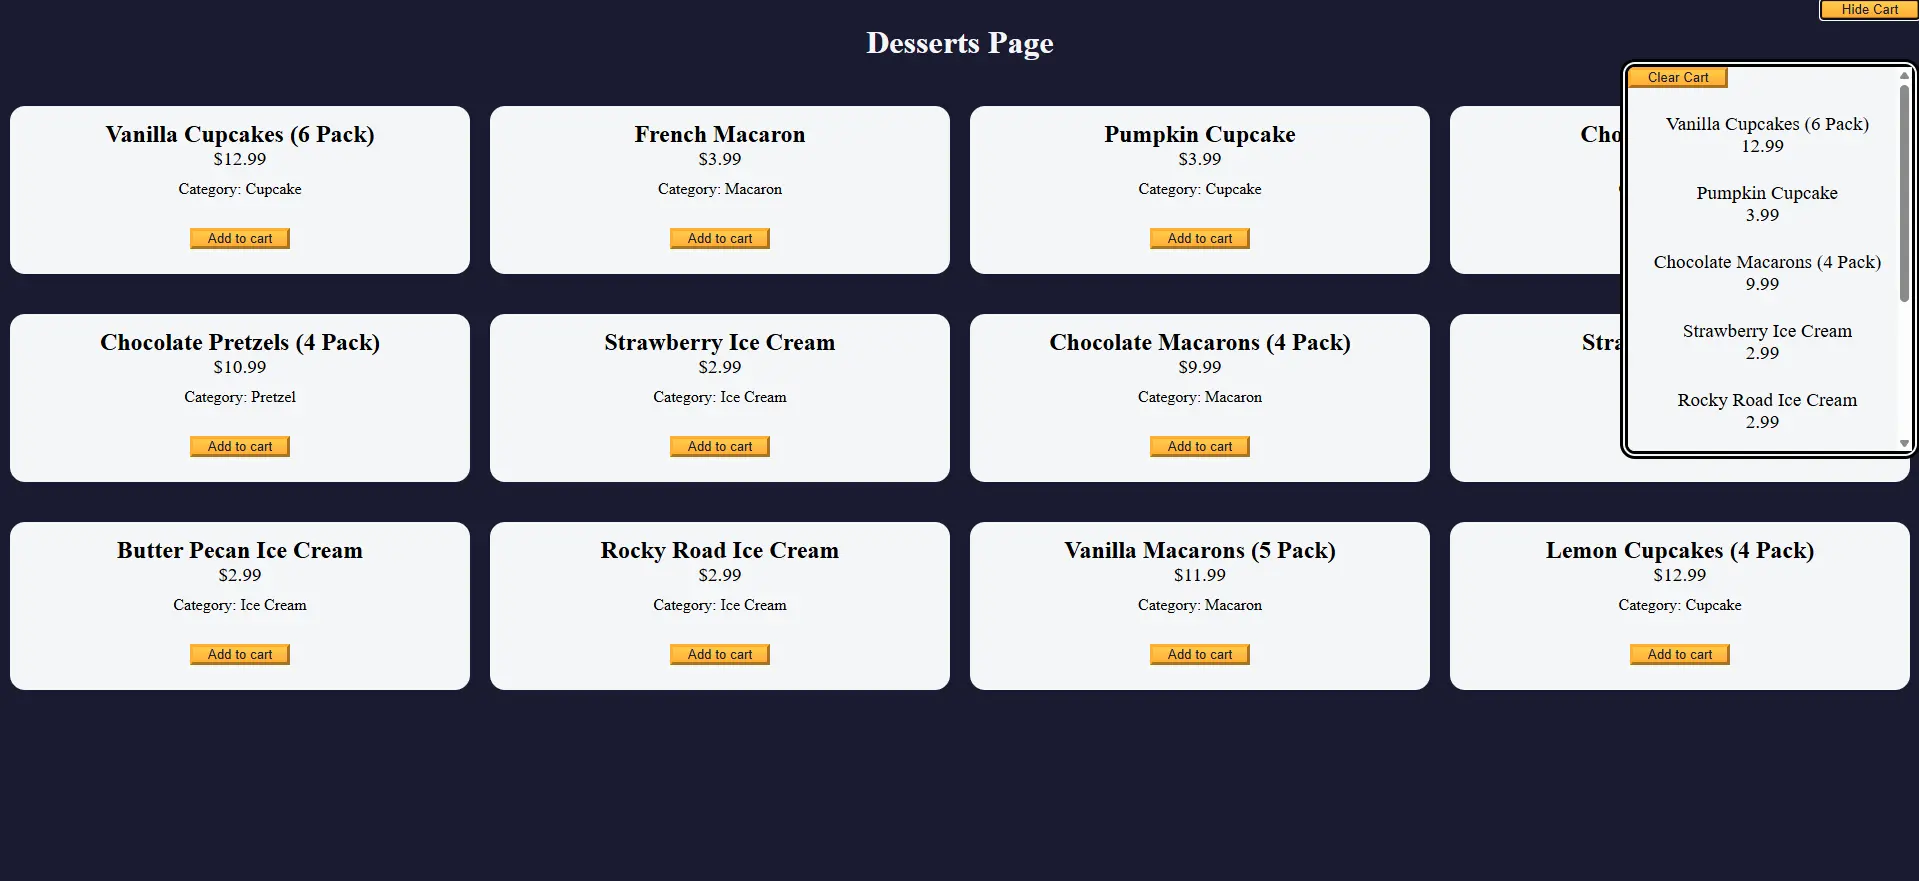 Hide Cart
Desserts Page
Vanilla Cupcakes (6 Pack)
$12.99
Category: Cupcake
Add to cart
French Macaron
$3.99
Category: Macaron
Add to cart
Pumpkin Cupcake
$3.99
Category: Cupcake
Add to cart
Clear Cart
Vanilla Cupcakes (6 Pack)
12.99
Pumpkin Cupcake
3.99
Chocolate Macarons (4 Pack)
9.99
Strawberry Ice Cream
2.99
Rocky Road Ice Cream
2.99
Chocolate Pretzels (4 Pack)
$10.99
Category: Pretzel
Add to cart
Strawberry Ice Cream
$2.99
Category: Ice Cream
Add to cart
Chocolate Macarons (4 Pack)
$9.99
Category: Macaron
Add to cart
Butter Pecan Ice Cream
$2.99
Category: Ice Cream
Add to cart
Rocky Road Ice Cream
$2.99
Category: Ice Cream
Add to cart
Vanilla Macarons (5 Pack)
$11.99
Category: Macaron
Add to cart
Lemon Cupcakes (4 Pack)
$12.99
Category: Cupcake
Add to cart